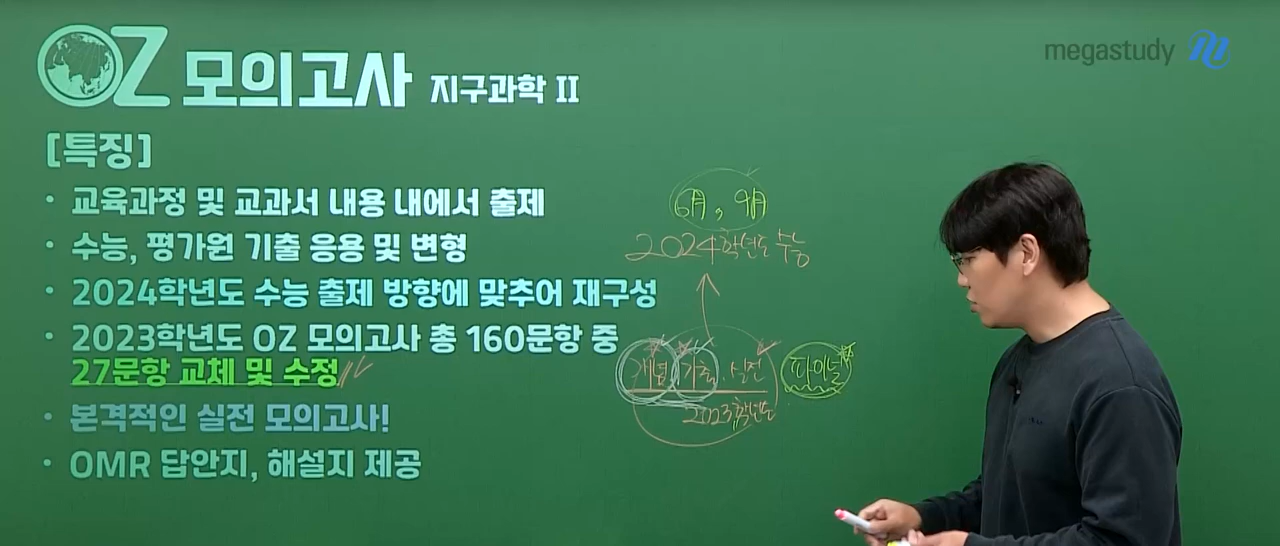 OZ 모의고사 지구과학 II
megastudy
[특징]
• 교육과정 및 교과서 내용 내에서 출제
• 수능, 평가원 기출 응용 및 변형
• 2024학년도 수능 출제 방향에 맞추어 재구성
• 2023학년도 OZ 모의고사 총 160문항 중
27문항 교체 및 수정
• 본격적인 실전 모의고사!
• OMR 답안지, 해설지 제공
6月, 9月
2024학년도 수능
개념 기출. 실전
파이널
2023학년도